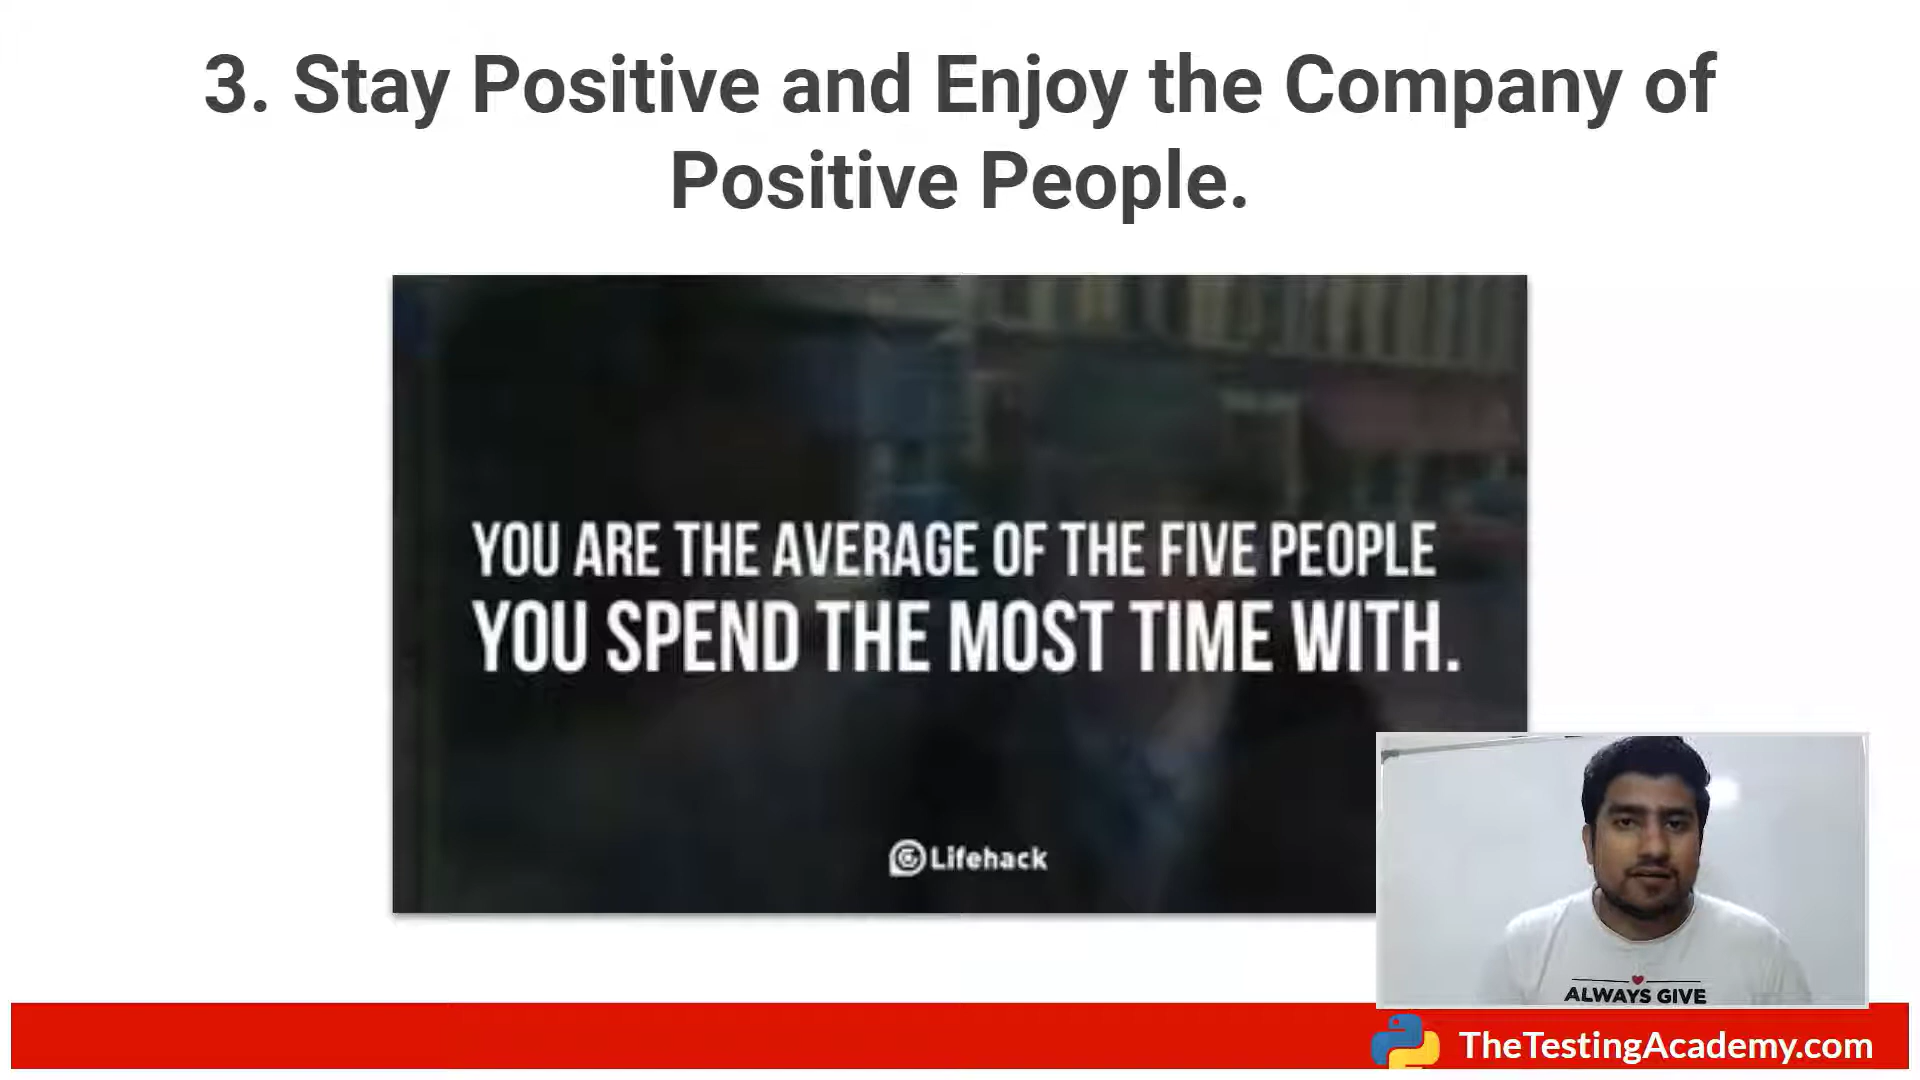 3. Stay Positive and Enjoy the Company of
Positive People.
YOU ARE THE AVERAGE OF THE FIVE PEOPLE
YOU SPEND THE MOST TIME WITH.
Lifehack
ALWAYS GIVE
TheTestingAcademy.com